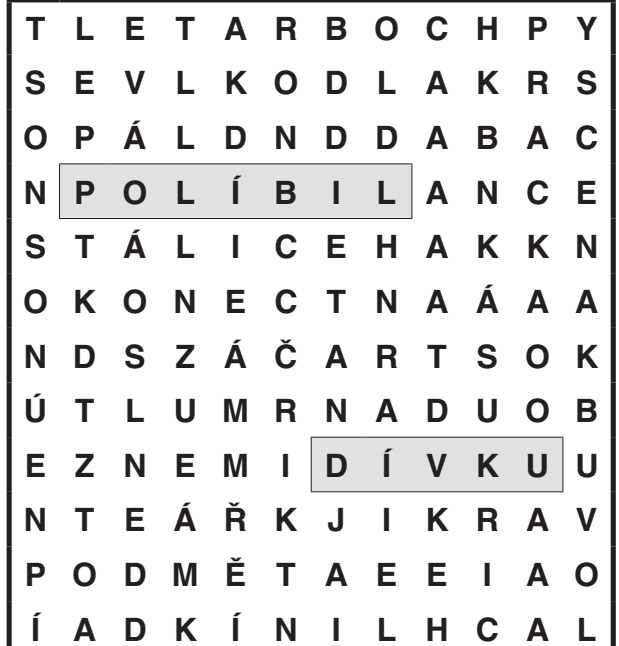 T L E T A R B O C H P Y
S E V L K O D L A K R S
O P Á L D N D D A B A C
N P O L Í B I L A N C E
S T Á L I C E H A K K N
O K O N E C T N A Á A A
N D S Z Á Č A R T S O K
Ú T L U M R N A D U O B
E Z N E M I D Í V K U U
N T E Á Ř K J I K R A V
P O D M Ě T A E E I A O
Í A D K Í N I L H C A L